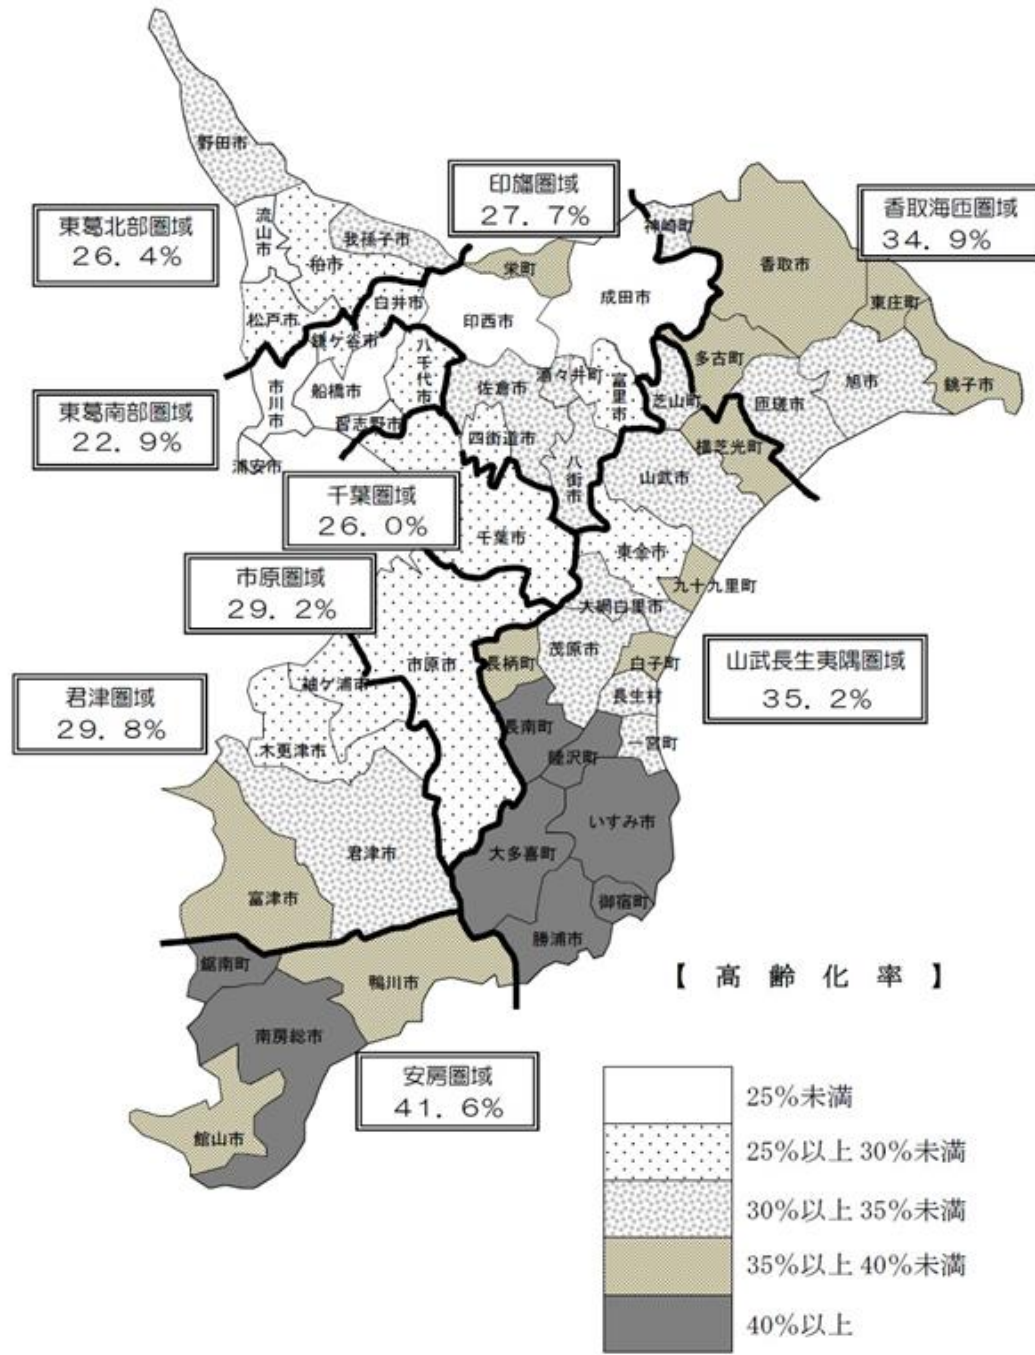 野田市
印旛圏域
27.7%
香取海匝圏域
34.9%
東葛北部圏域
26.4%
流山市
柏市
我孫子市
神崎町
香取市
栄町
成田市
東庄町
白井市
印西市
松戸市
鎌ケ谷市
八千代市
多古町
銚子市
旭市
匝瑳市
佐倉市
酒々井町
富里市
芝山町
市川市
船橋市
習志野市
四街道市
八街市
横芝光町
山武市
東葛南部圏域
22.9%
浦安市
千葉圏域
26.0%
千葉市
東金市
九十九里町
市原圏域
29.2%
大網白里市
茂原市
白子町
市原市
長柄町
山武長生夷隅圏域
35.2%
長生村
袖ケ浦市
君津圏域
29.8%
長南町
一宮町
木更津市
睦沢町
いすみ市
君津市
大多喜町
富津市
御宿町
勝浦市
鋸南町
鴨川市
【 高 齢 化 率 】
南房総市
安房圏域
41.6%
館山市
25%未満
25%以上 30%未満
30%以上 35%未満
35%以上 40%未満
40%以上